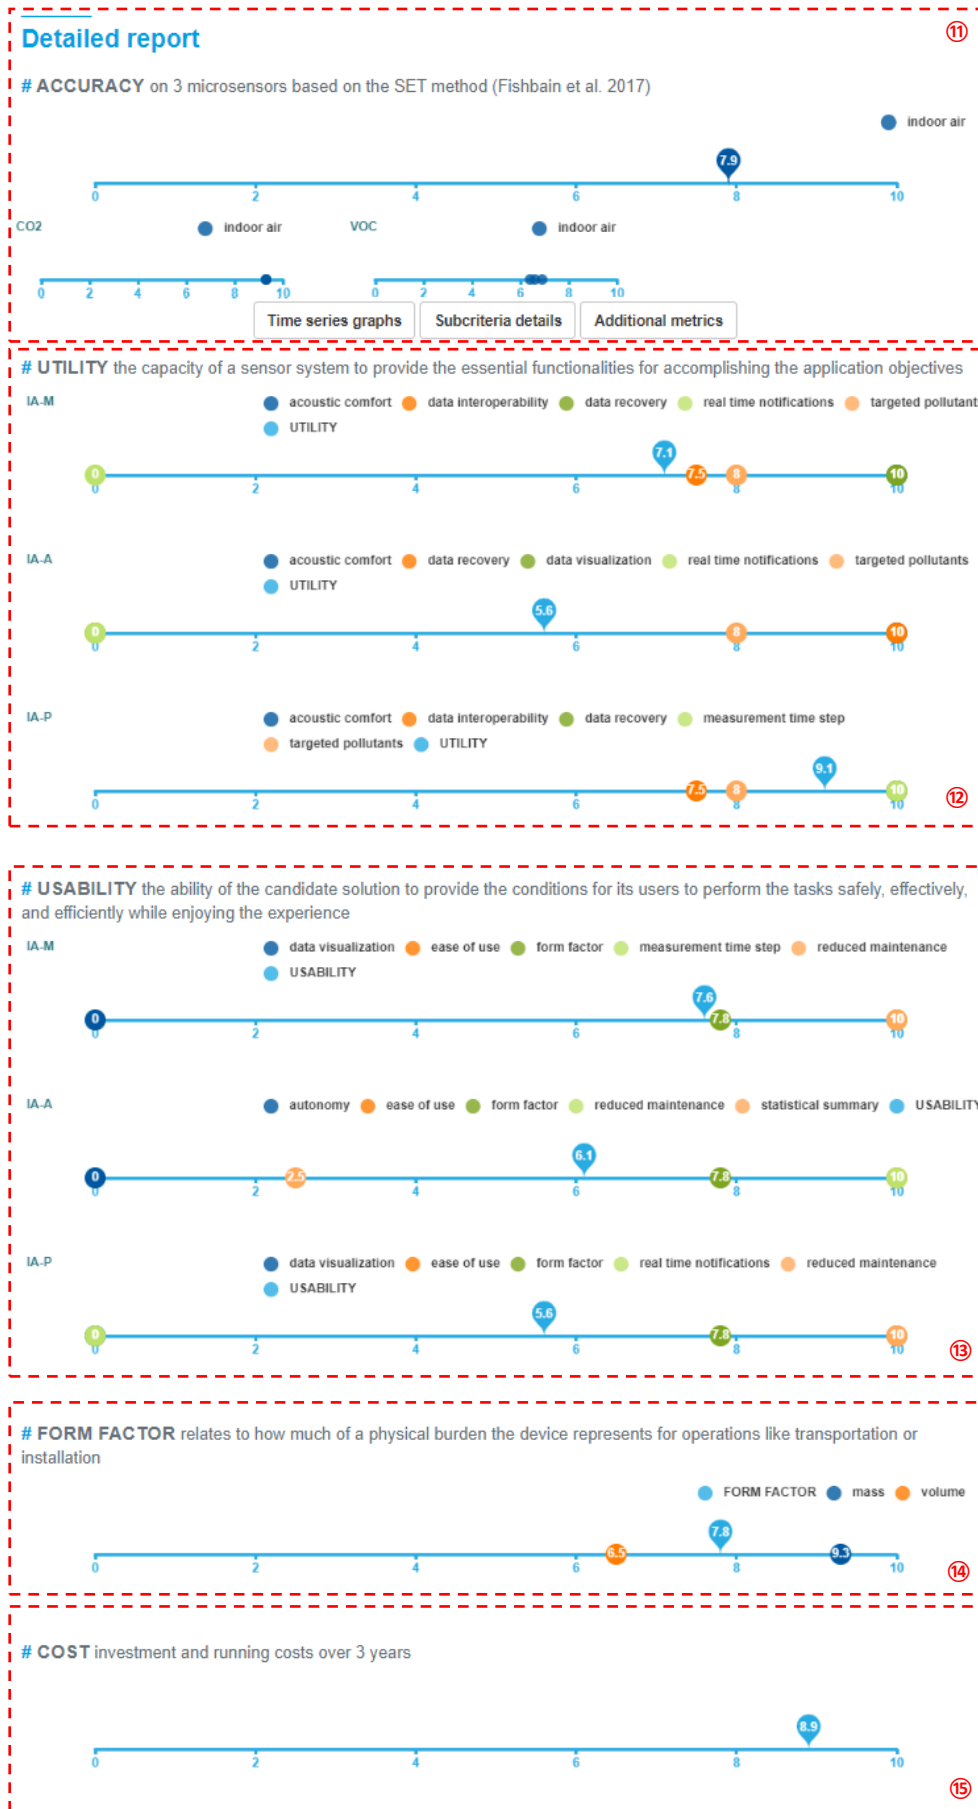 ⑪
Detailed report
# ACCURACY on 3 microsensors based on the SET method (Fishbain et al. 2017)
indoor air
7.9
0 2 4 6 8 10
CO2 indoor air VOC indoor air
0 2 4 6 8 10 0 2 4 6 8 10
Time series graphs Subcriteria details Additional metrics
# UTILITY the capacity of a sensor system to provide the essential functionalities for accomplishing the application objectives
IA-M acoustic comfort data interoperability data recovery real time notifications targeted pollutants
UTILITY
7.1
0 7.5 8 10
0 2 4 6 8 10
IA-A acoustic comfort data recovery data visualization real time notifications targeted pollutants
UTILITY
5.6
0 8 10
0 2 4 6 8 10
IA-P acoustic comfort data interoperability data recovery measurement time step
targeted pollutants UTILITY
9.1
7.5 8 10
0 2 4 6 8 10
⑫
# USABILITY the ability of the candidate solution to provide the conditions for its users to perform the tasks safely, effectively,
and efficiently while enjoying the experience
IA-M data visualization ease of use form factor measurement time step reduced maintenance
USABILITY
7.6
0 7.8 10
0 2 4 6 8 10
IA-A autonomy ease of use form factor reduced maintenance statistical summary USABILITY
6.1
0 2.5 7.8 10
0 2 4 6 8 10
IA-P data visualization ease of use form factor real time notifications reduced maintenance
USABILITY
5.6
0 7.8 10
0 2 4 6 8 10
⑬
# FORM FACTOR relates to how much of a physical burden the device represents for operations like transportation or
installation
FORM FACTOR mass volume
7.8
6.5 9.3
0 2 4 6 8 10
⑭
# COST investment and running costs over 3 years
8.9
0 2 4 6 8 10
⑮